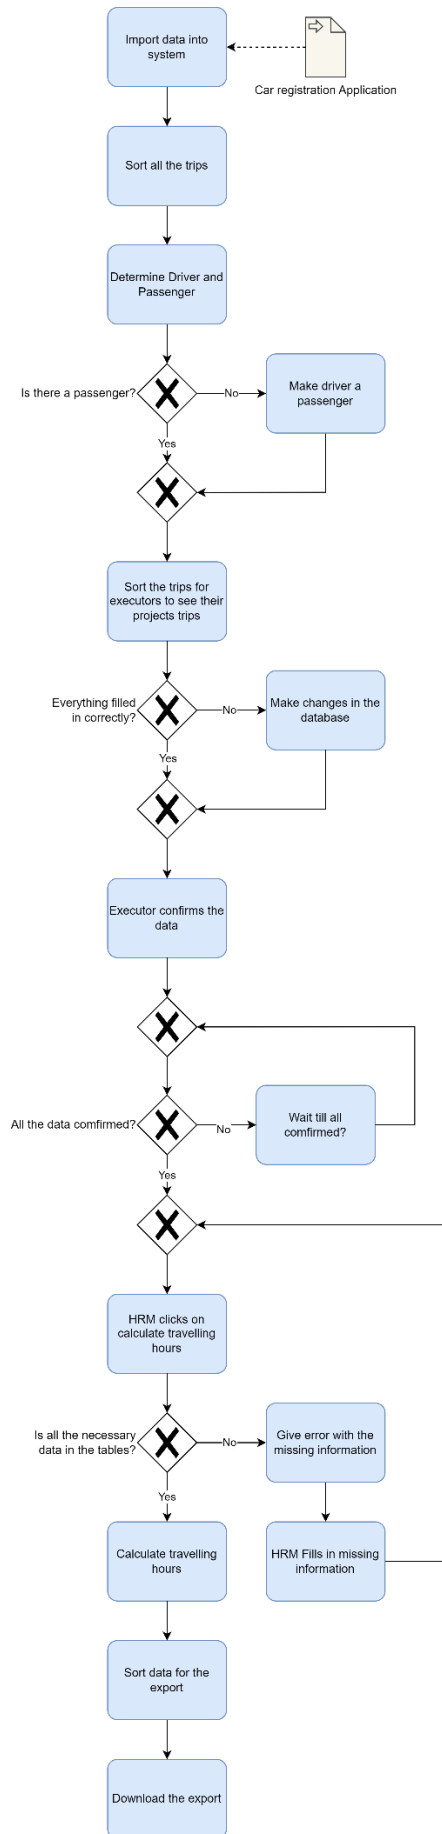 Import data into
system
Car registration Application
Sort all the trips
Determine Driver and
Passenger
Is there a passenger?
No
Make driver a
passenger
Yes
Sort the trips for
executors to see their
projects trips
Everything filled
in correctly?
No
Make changes in the
database
Yes
Executor confirms the
data
All the data comfirmed?
No
Wait till all
comfirmed?
Yes
HRM clicks on
calculate travelling
hours
Is all the necessary
data in the tables?
No
Give error with the
missing information
Yes
Calculate travelling
hours
HRM Fills in missing
information
Sort data for the
export
Download the export